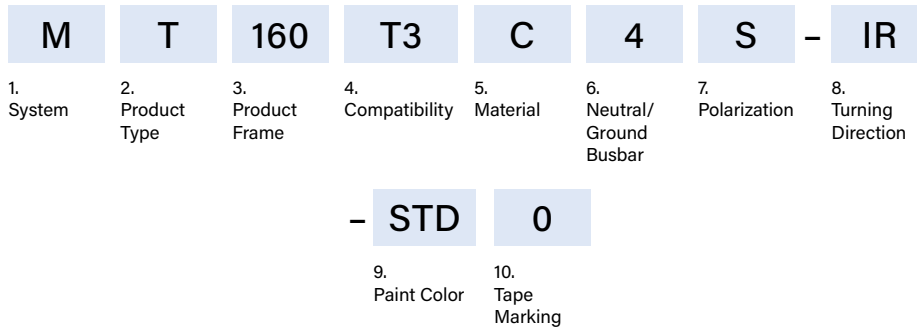 M T 160 T3 C 4 S – IR
1. 2. 3. 4. 5. 6. 7. 8.
System Product Product Compatibility Material Neutral/ Polarization Turning
Type Frame Ground Direction
Busbar
– STD 0
9. 10.
Paint Color Tape
Marking